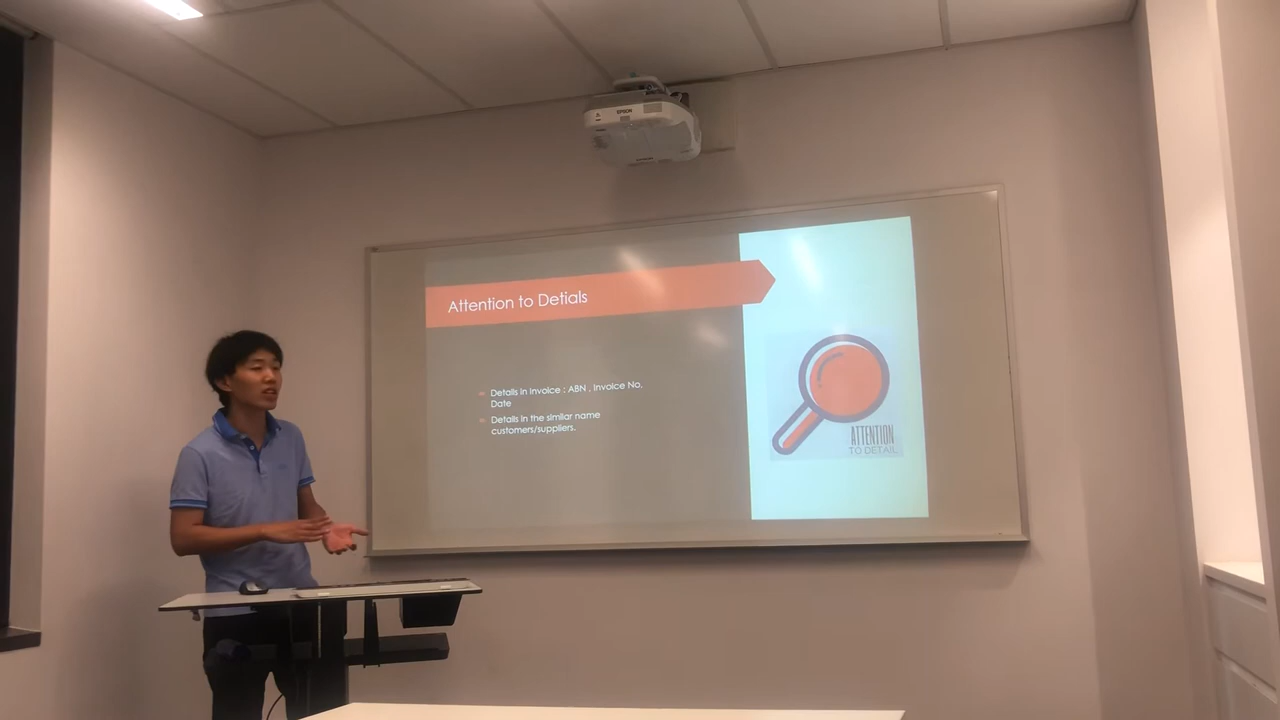 EPSON
Attention to Detials
Details in Invoice : ABN , Invoice No,
Date
Details in the similar name
customers/suppliers.
ATTENTION
TO DETAIL